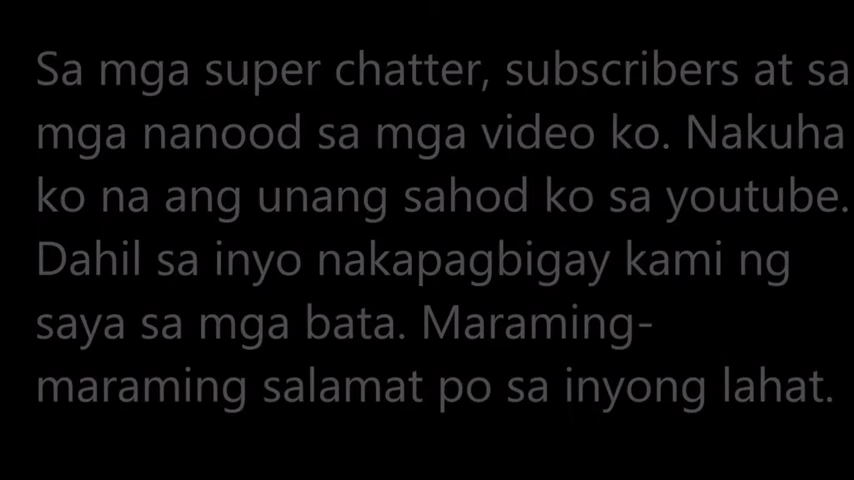 Sa mga super chatter, subscribers at sa
mga nanood sa mga video ko. Nakuha
ko na ang unang sahod ko sa youtube.
Dahil sa inyo nakapagbigay kami ng
saya sa mga bata. Maraming-
maraming salamat po sa inyong lahat.